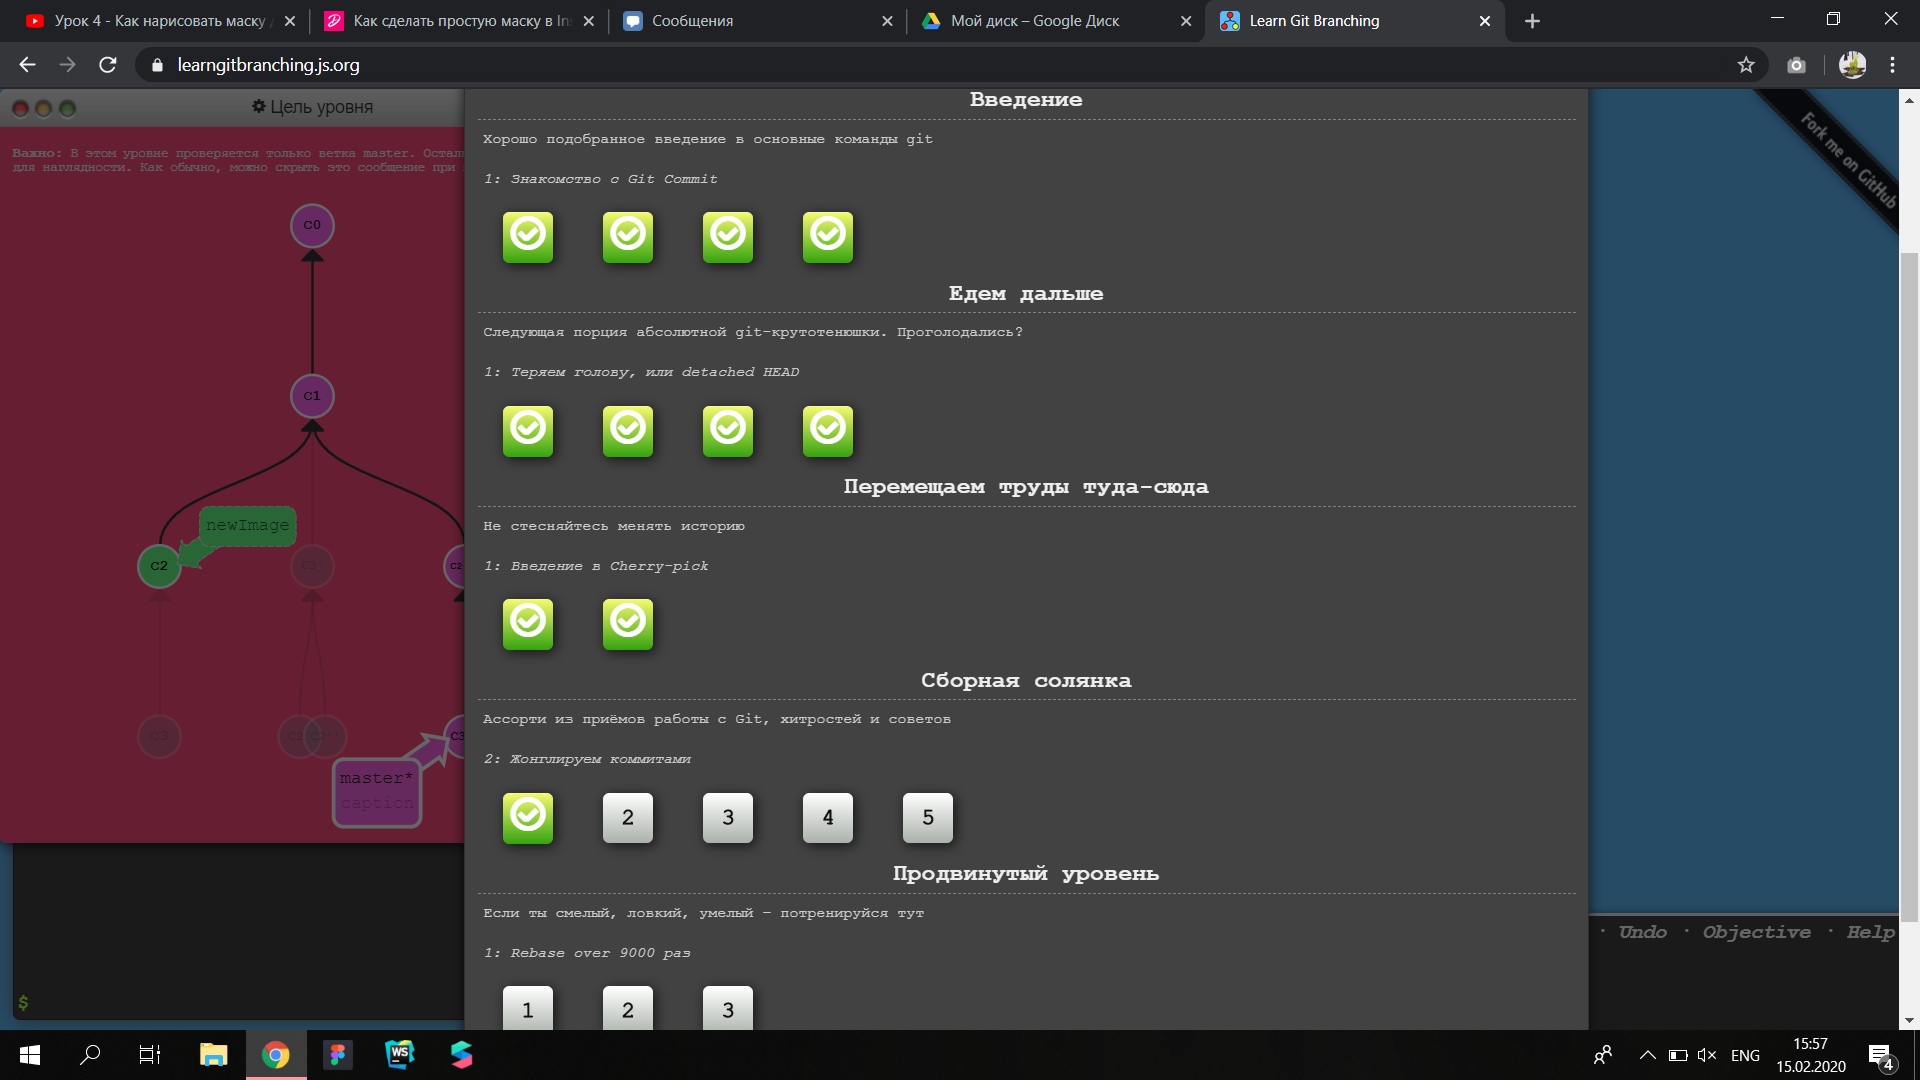 Урок 4 - Как нарисовать маску
Как сделать простую маску в In
Сообщения
Мой диск – Google Диск
Learn Git Branching
learngitbranching.js.org
Цель уровня
Важно: В этом уровне проверяется только ветка master.
для наглядности. Как обычно, можно скрыть это сообщение при
C0
C1
newImage
C2
C3'
C2
C3
C2'
C2''
C3
master*
caption
$
Введение
Хорошо подобранное введение в основные команды git
1: Знакомство с Git Commit
Едем дальше
Следующая порция абсолютной git-крутотенюшки. Проголодались?
1: Теряем голову, или detached HEAD
Перемещаем труды туда-сюда
Не стесняйтесь менять историю
1: Введение в Cherry-pick
Сборная солянка
Ассорти из приёмов работы с Git, хитростей и советов
2: Жонглируем коммитами
2 3 4 5
Продвинутый уровень
Если ты смелый, ловкий, умелый – потренируйся тут
1: Rebase over 9000 раз
1 2 3
Fork me on GitHub
· Undo · Objective · Help
WS
ENG
15:57
15.02.2020
4